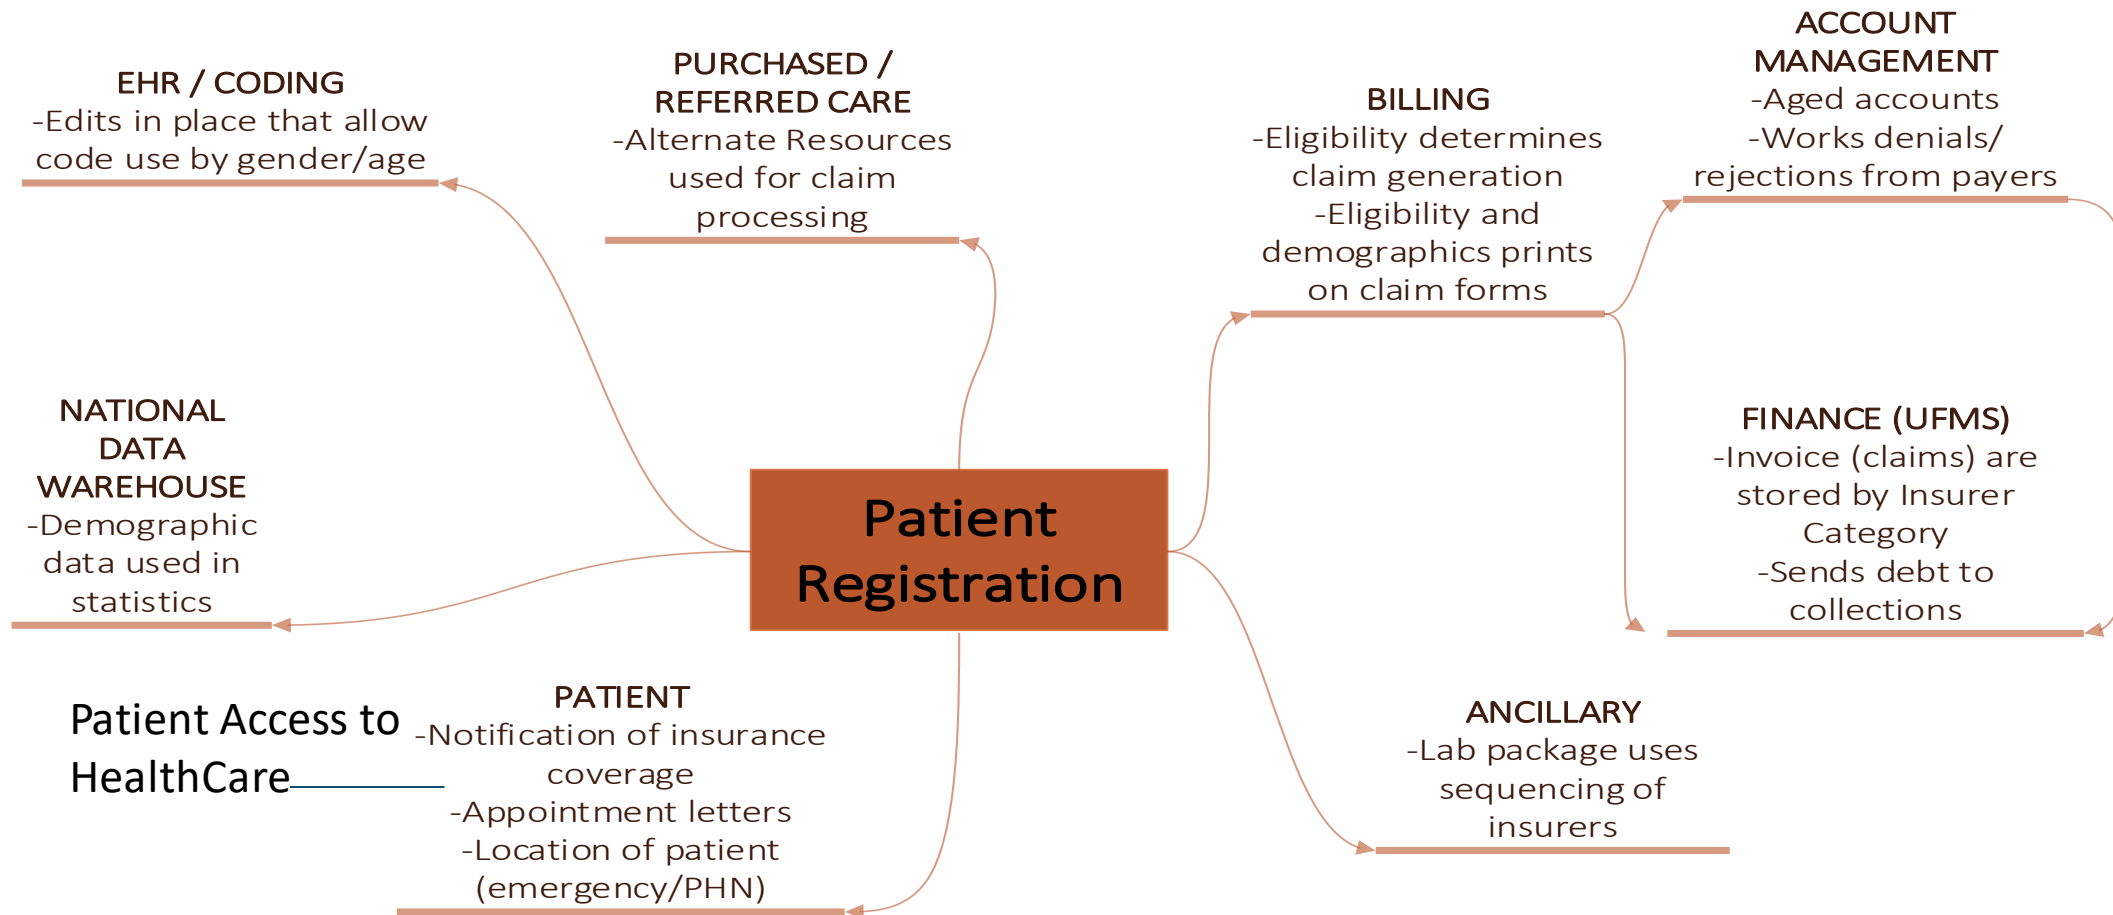 EHR / CODING
-Edits in place that allow
code use by gender/age
PURCHASED /
REFERRED CARE
-Alternate Resources
used for claim
processing
BILLING
-Eligibility determines
claim generation
-Eligibility and
demographics prints
on claim forms
ACCOUNT
MANAGEMENT
-Aged accounts
-Works denials/
rejections from payers
NATIONAL
DATA
WAREHOUSE
-Demographic
data used in
statistics
Patient
Registration
FINANCE (UFMS)
-Invoice (claims) are
stored by Insurer
Category
-Sends debt to
collections
Patient Access to
HealthCare
PATIENT
-Notification of insurance
coverage
-Appointment letters
-Location of patient
(emergency/PHN)
ANCILLARY
-Lab package uses
sequencing of
insurers